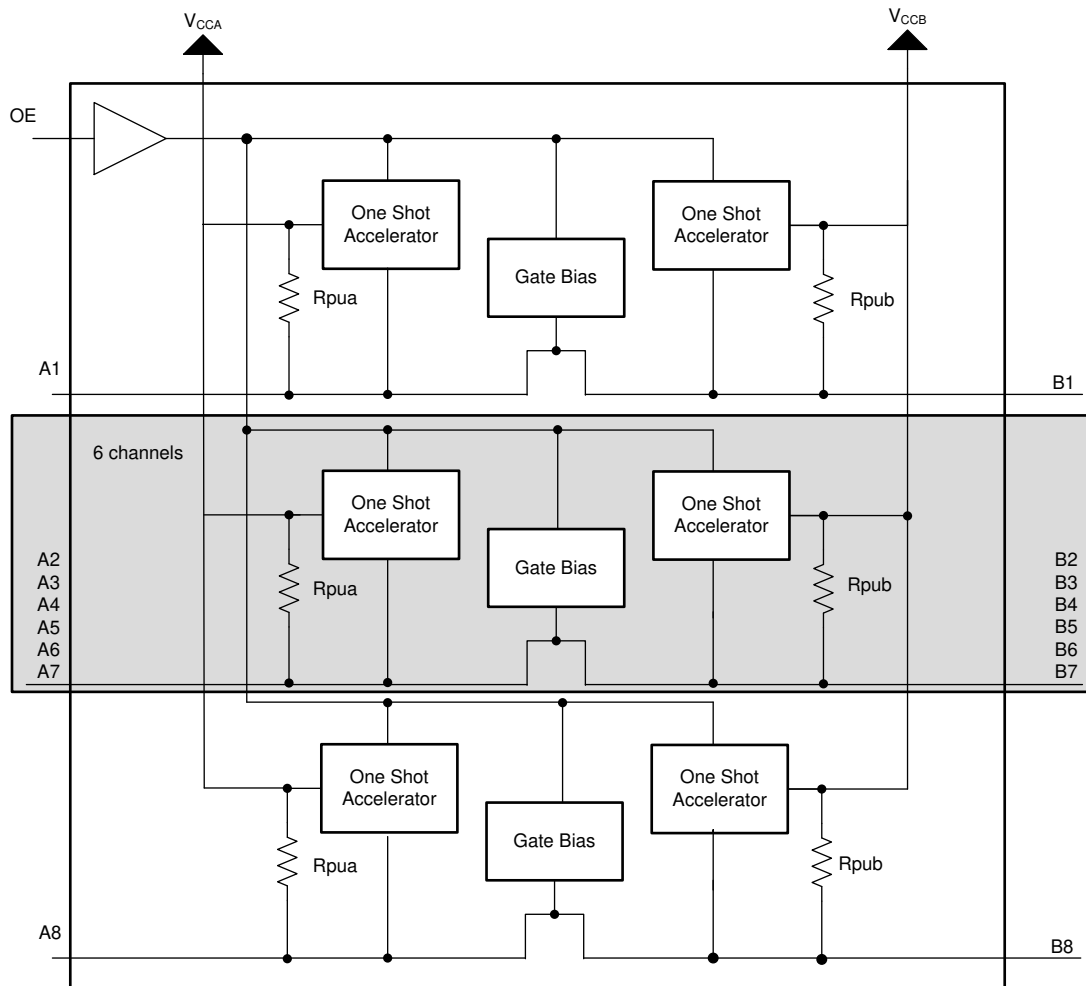 VCCA
VCCB
OE
One Shot
Accelerator
One Shot
Accelerator
Gate Bias
Rpua
Rpub
A1
B1
6 channels
One Shot
Accelerator
One Shot
Accelerator
Gate Bias
Rpua
Rpub
A2
A3
A4
A5
A6
A7
B2
B3
B4
B5
B6
B7
One Shot
Accelerator
One Shot
Accelerator
Gate Bias
Rpua
Rpub
A8
B8